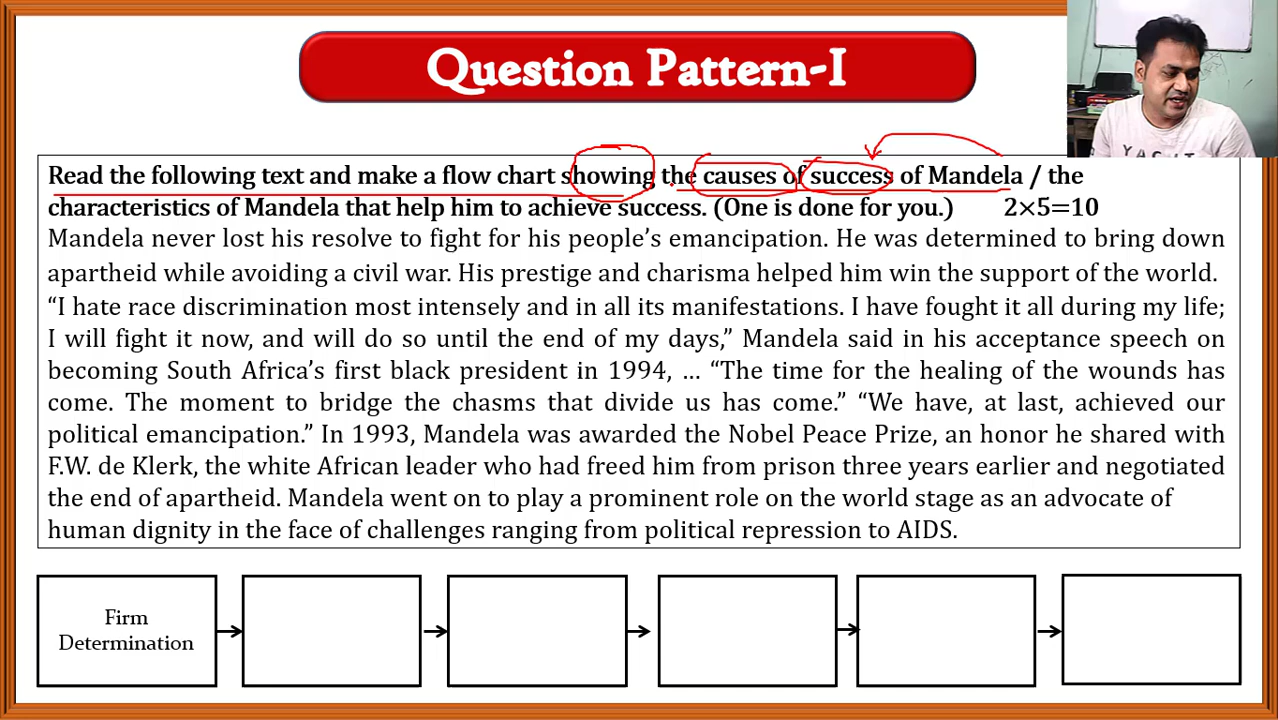 Question Pattern-I
Read the following text and make a flow chart showing the causes of success of Mandela / the
characteristics of Mandela that help him to achieve success. (One is done for you.) 2×5=10
Mandela never lost his resolve to fight for his people's emancipation. He was determined to bring down
apartheid while avoiding a civil war. His prestige and charisma helped him win the support of the world.
“I hate race discrimination most intensely and in all its manifestations. I have fought it all during my life;
I will fight it now, and will do so until the end of my days,” Mandela said in his acceptance speech on
becoming South Africa's first black president in 1994, ... “The time for the healing of the wounds has
come. The moment to bridge the chasms that divide us has come.” “We have, at last, achieved our
political emancipation.” In 1993, Mandela was awarded the Nobel Peace Prize, an honor he shared with
F.W. de Klerk, the white African leader who had freed him from prison three years earlier and negotiated
the end of apartheid. Mandela went on to play a prominent role on the world stage as an advocate of
human dignity in the face of challenges ranging from political repression to AIDS.
Firm
Determination